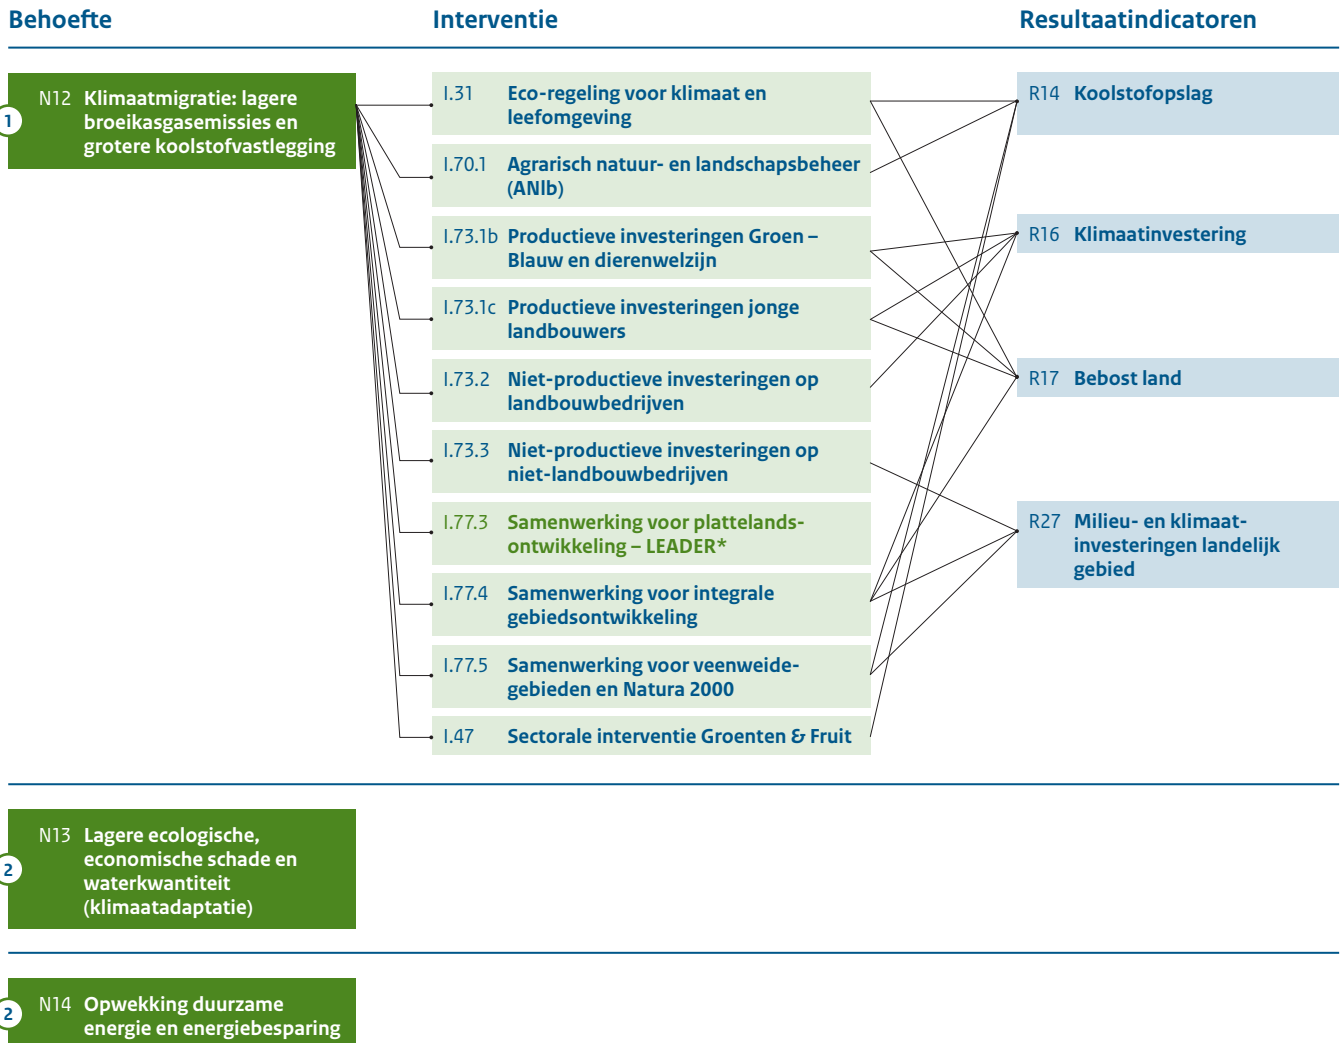 Behoefte
Interventie
Resultaatindicatoren
1
N12 Klimaatmigratie: lagere
broeikasgasemissies en
grotere koolstofvastlegging
I.31 Eco-regeling voor klimaat en
leefomgeving
I.70.1 Agrarisch natuur- en landschapsbeheer
(ANlb)
I.73.1b Productieve investeringen Groen –
Blauw en dierenwelzijn
I.73.1c Productieve investeringen jonge
landbouwers
I.73.2 Niet-productieve investeringen op
landbouwbedrijven
I.73.3 Niet-productieve investeringen op
niet-landbouwbedrijven
I.77.3 Samenwerking voor plattelands-
ontwikkeling – LEADER*
I.77.4 Samenwerking voor integrale
gebiedsontwikkeling
I.77.5 Samenwerking voor veenweide-
gebieden en Natura 2000
I.47 Sectorale interventie Groenten & Fruit
R14 Koolstofopslag
R16 Klimaatinvestering
R17 Bebost land
R27 Milieu- en klimaat-
investeringen landelijk
gebied
2
N13 Lagere ecologische,
economische schade en
waterkwantiteit
(klimaatadaptatie)
2
N14 Opwekking duurzame
energie en energiebesparing